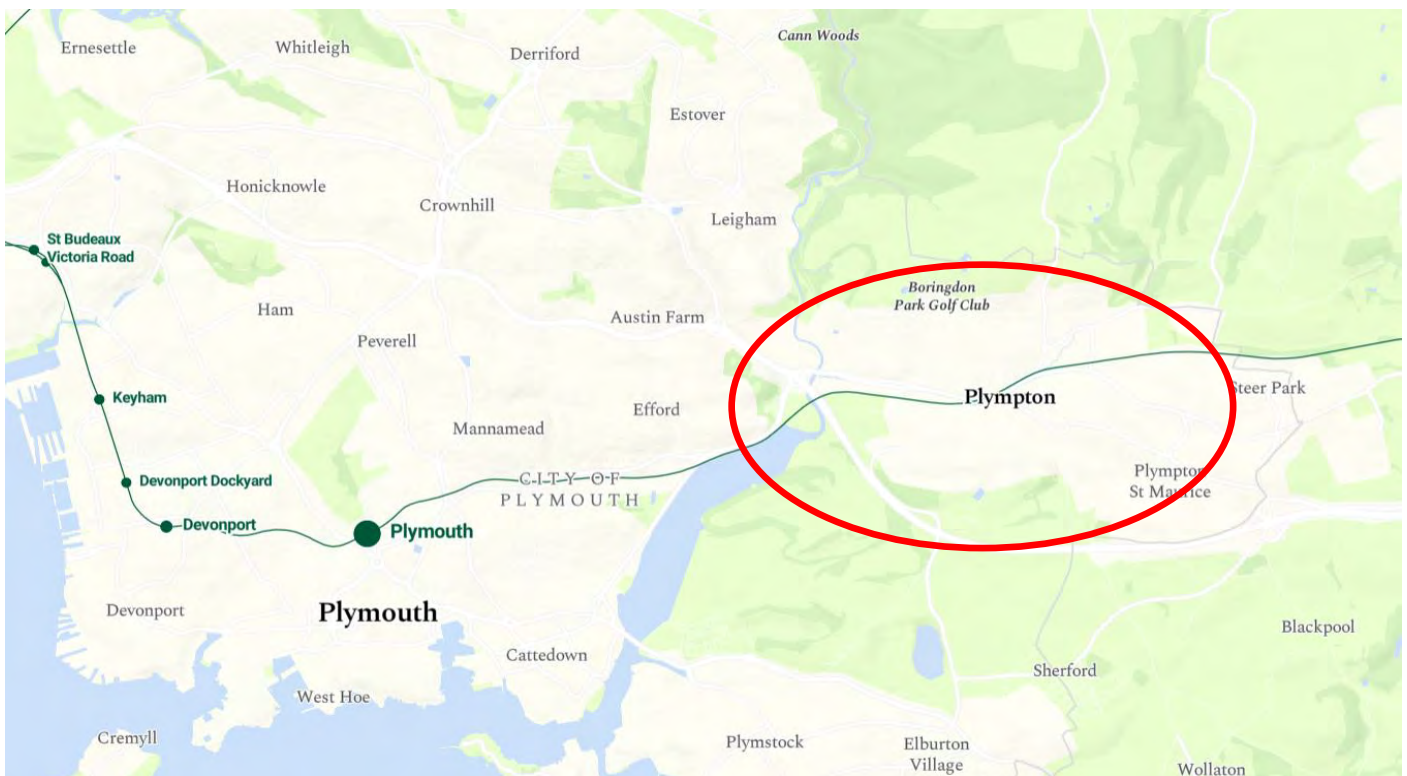 Ernesettle
Whitleigh
Derriford
Cann Woods
Estover
Honicknowle
Crownhill
Leigham
St Budeaux
Victoria Road
Ham
Peverell
Austin Farm
Boringdon
Park Golf Club
Keyham
Mannamead
Efford
Plympton
Steer Park
Devonport Dockyard
CITY OF
PLYMOUTH
Plympton
St Maurice
Devonport
Plymouth
Devonport
Plymouth
Cattedown
Blackpool
Sherford
West Hoe
Cremyll
Plymstock
Elburton
Village
Wollaton